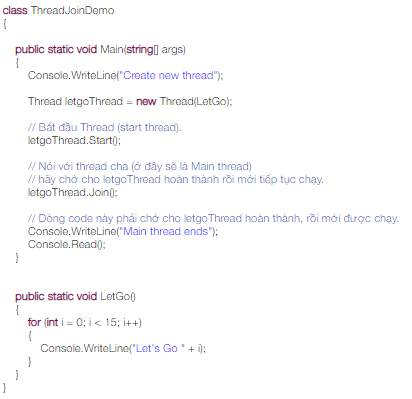 class ThreadJoinDemo
{
public static void Main(string[] args)
{
Console.WriteLine("Create new thread");
Thread letgoThread = new Thread(LetGo);
// Bắt đầu Thread (start thread).
letgoThread.Start();
// Nói với thread cha (ở đây sẽ là Main thread)
// hãy chờ cho letgoThread hoàn thành rồi mới tiếp tục chạy.
letgoThread.Join();
// Dòng code này phải chờ cho letgoThread hoàn thành, rồi mới được chạy.
Console.WriteLine("Main thread ends");
Console.Read();
}
public static void LetGo()
{
for (int i = 0; i < 15; i++)
{
Console.WriteLine("Let's Go " + i);
}
}
}